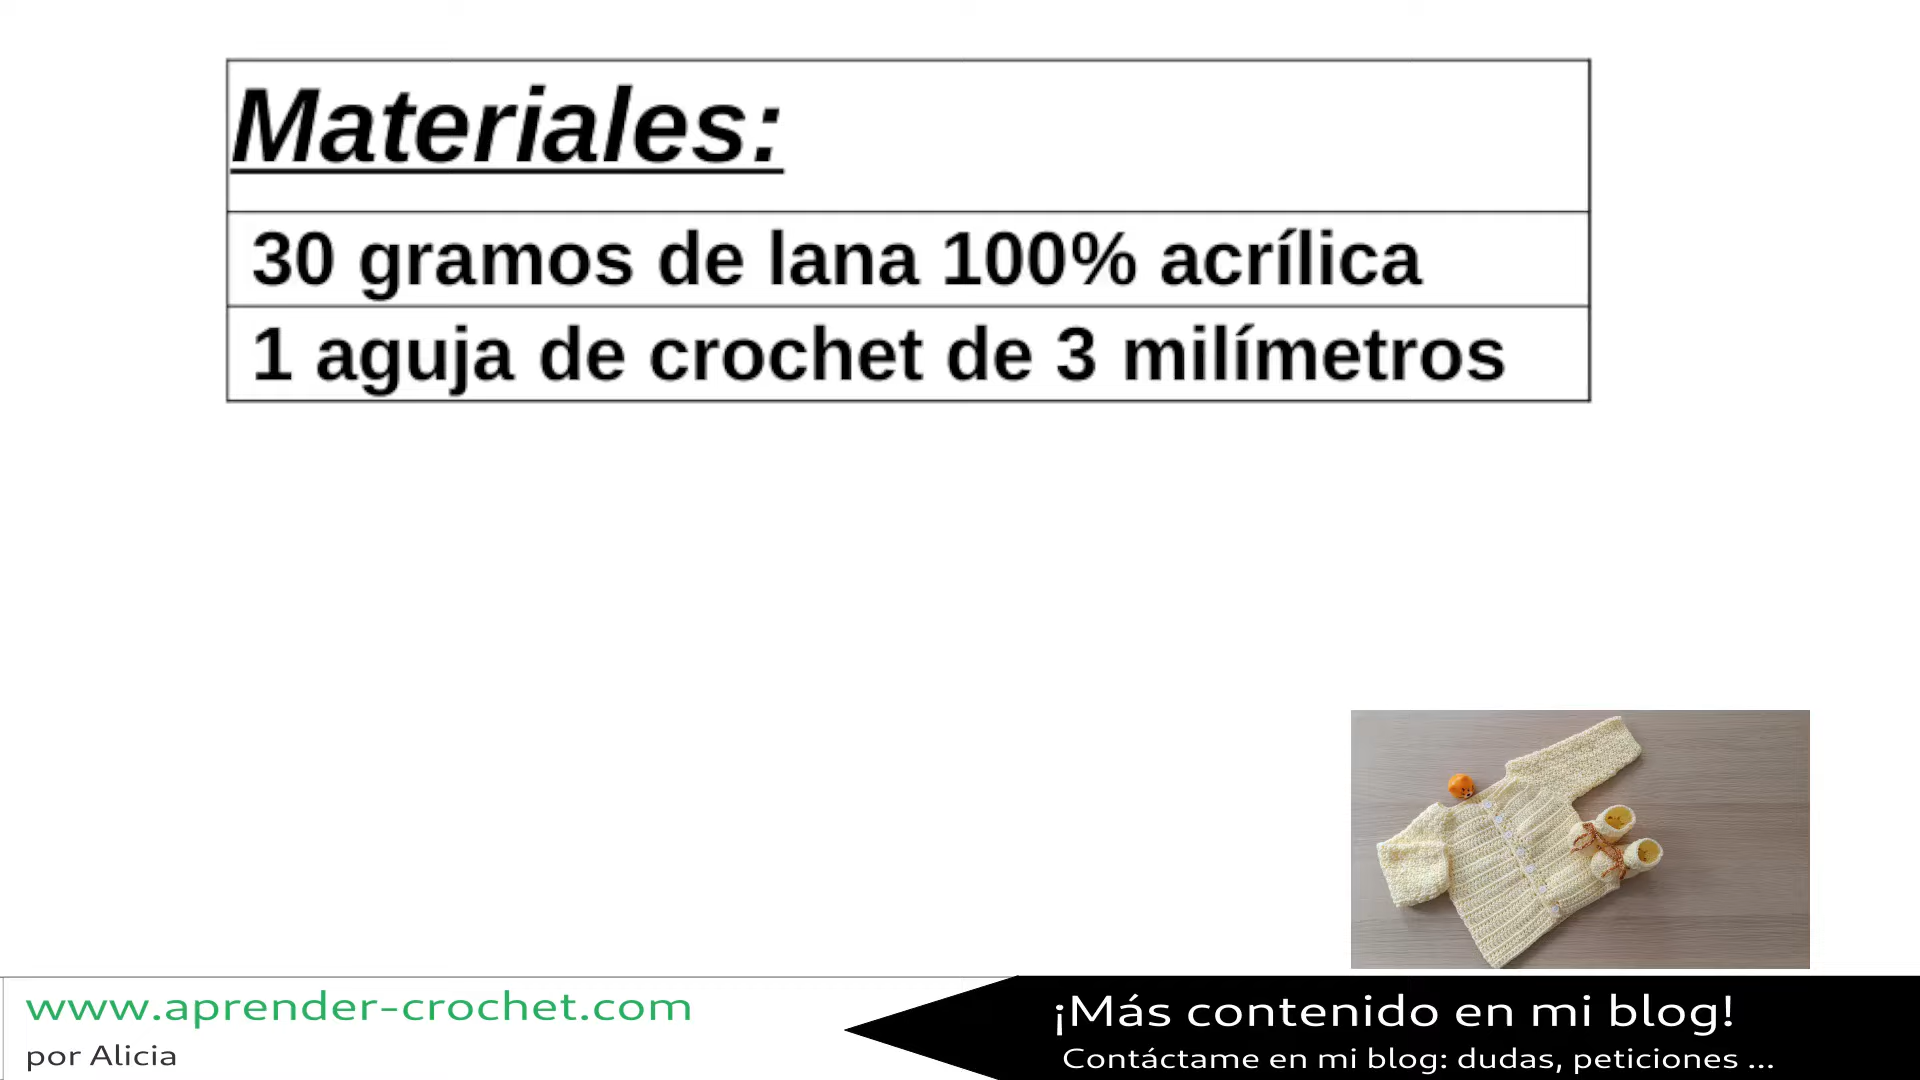 Materiales:
30 gramos de lana 100% acrílica
1 aguja de crochet de 3 milímetros
www.aprender-crochet.com
por Alicia
¡Más contenido en mi blog!
Contáctame en mi blog: dudas, peticiones ...